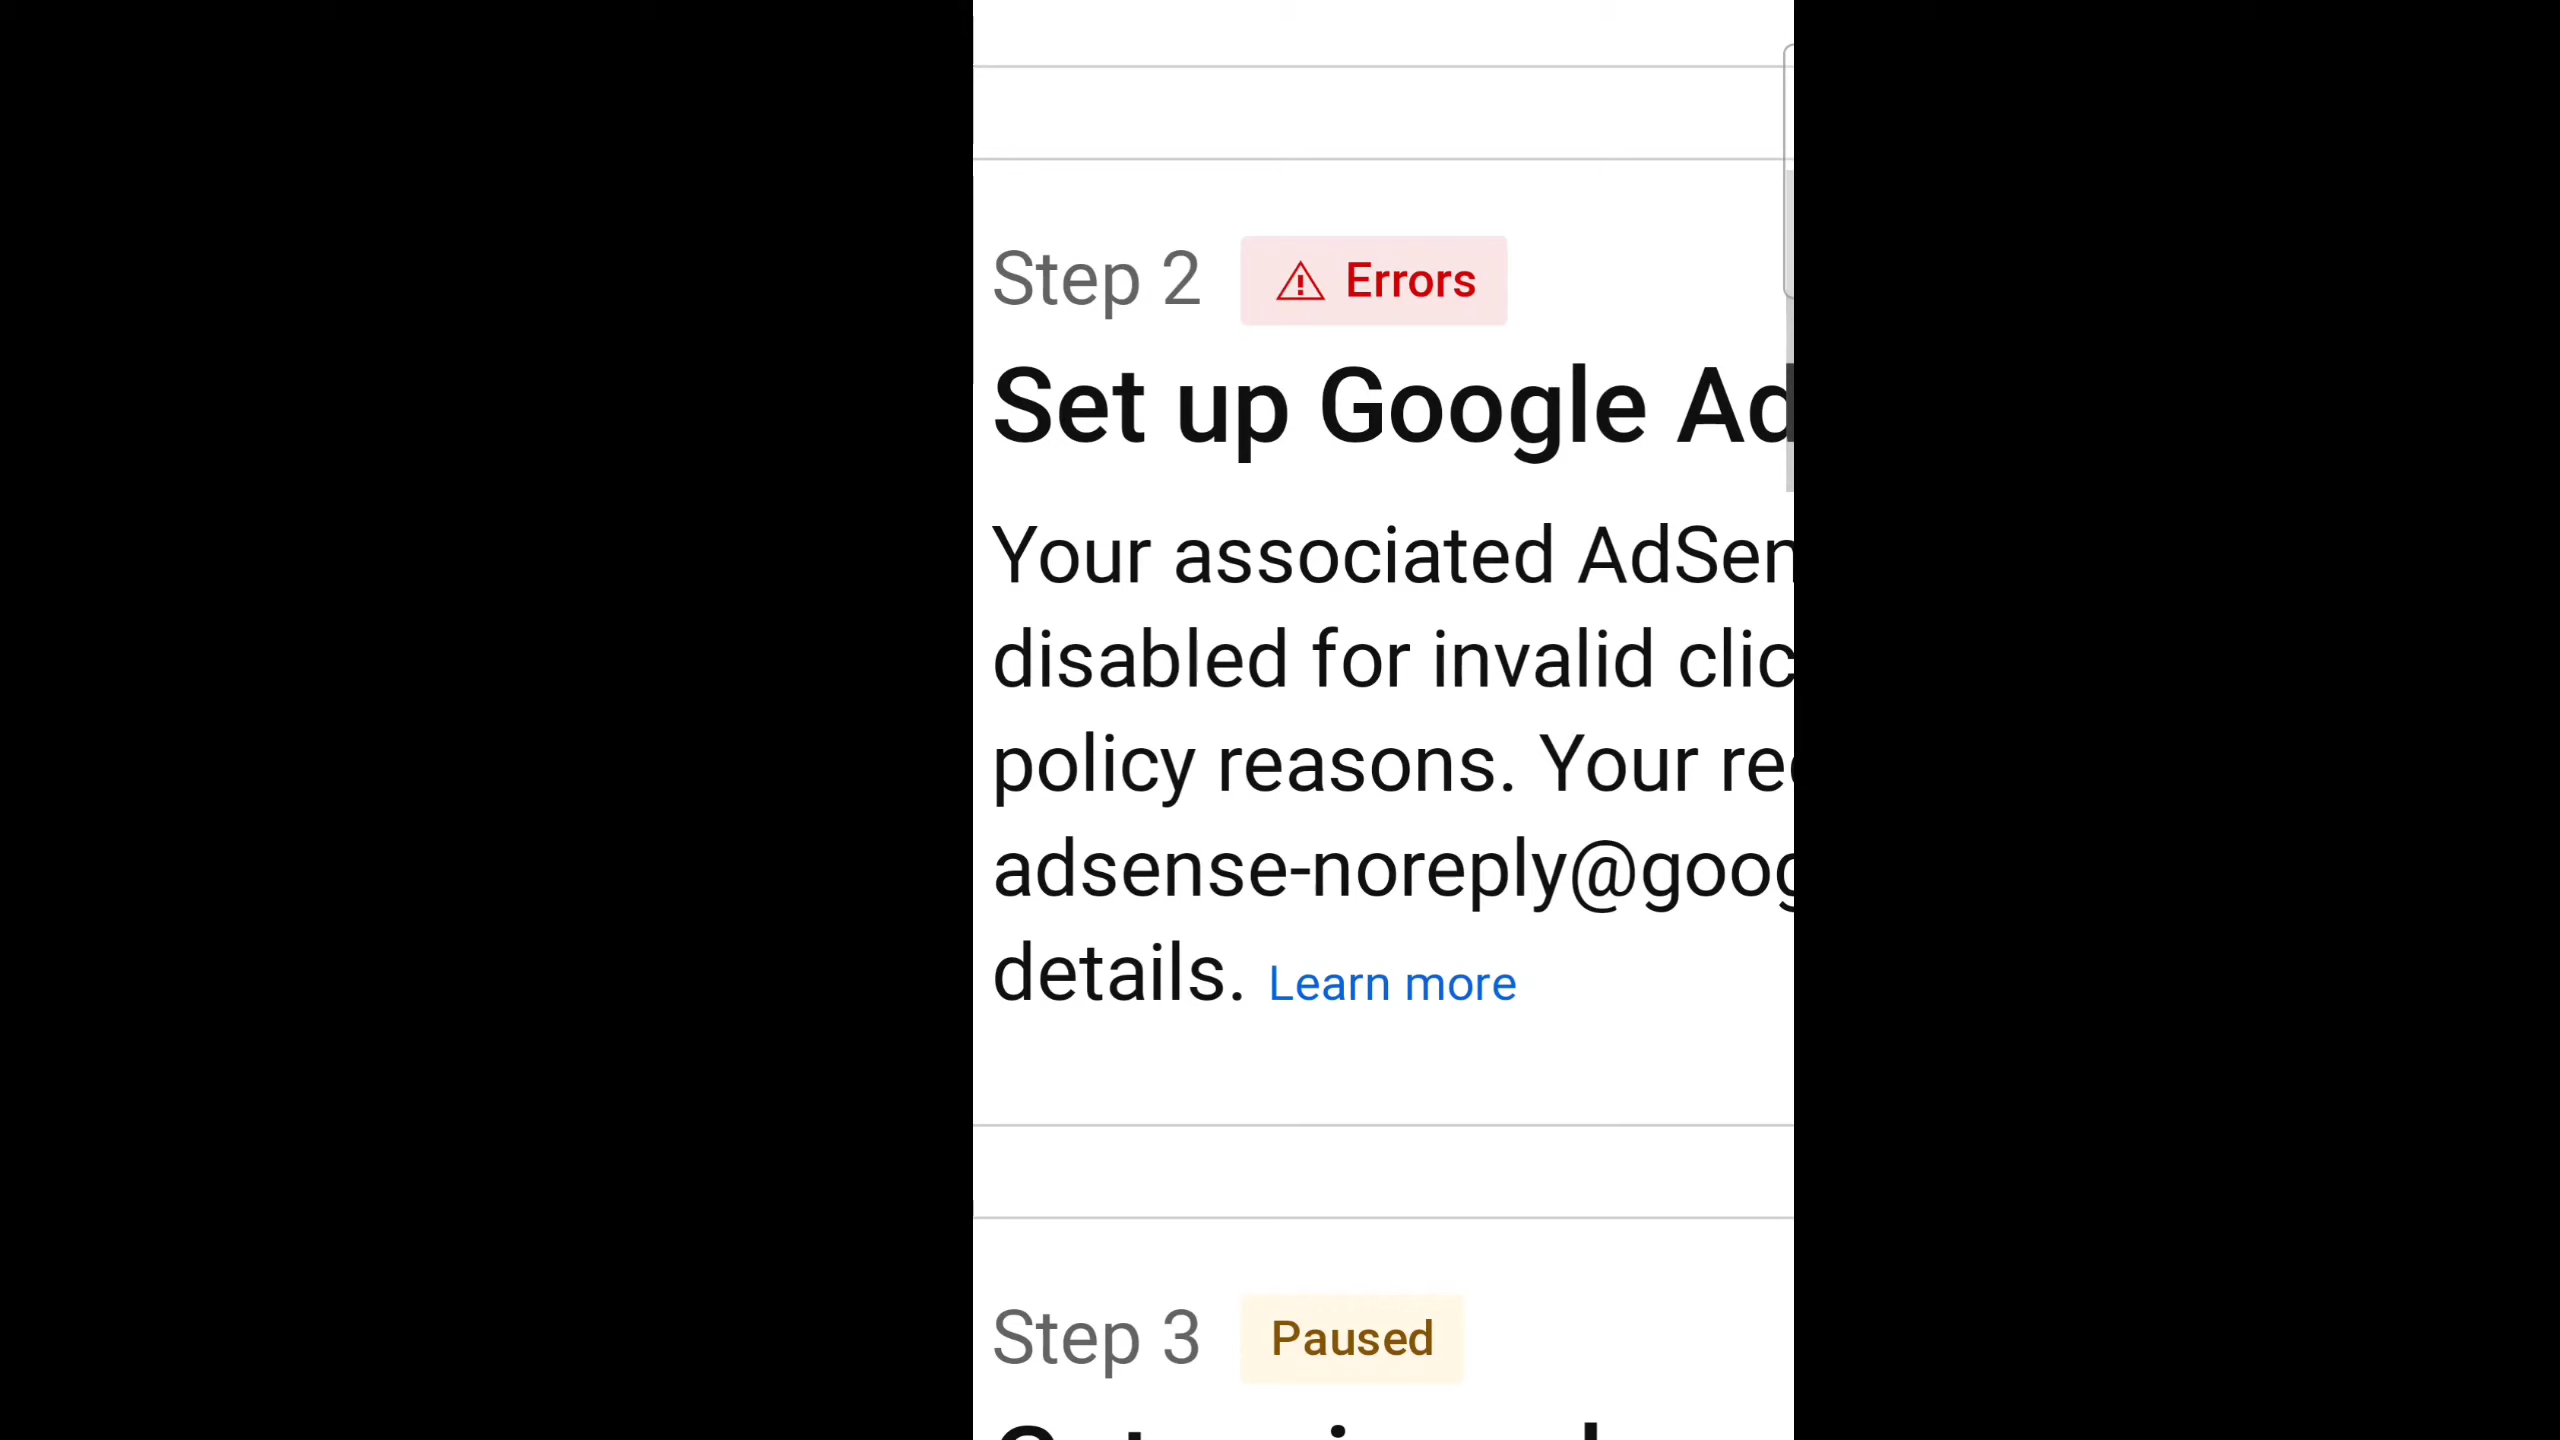 Step 2 Errors
Set up Google Ad
Your associated AdSen
disabled for invalid clic
policy reasons. Your re
adsense-noreply@goog
details. Learn more
Step 3 Paused